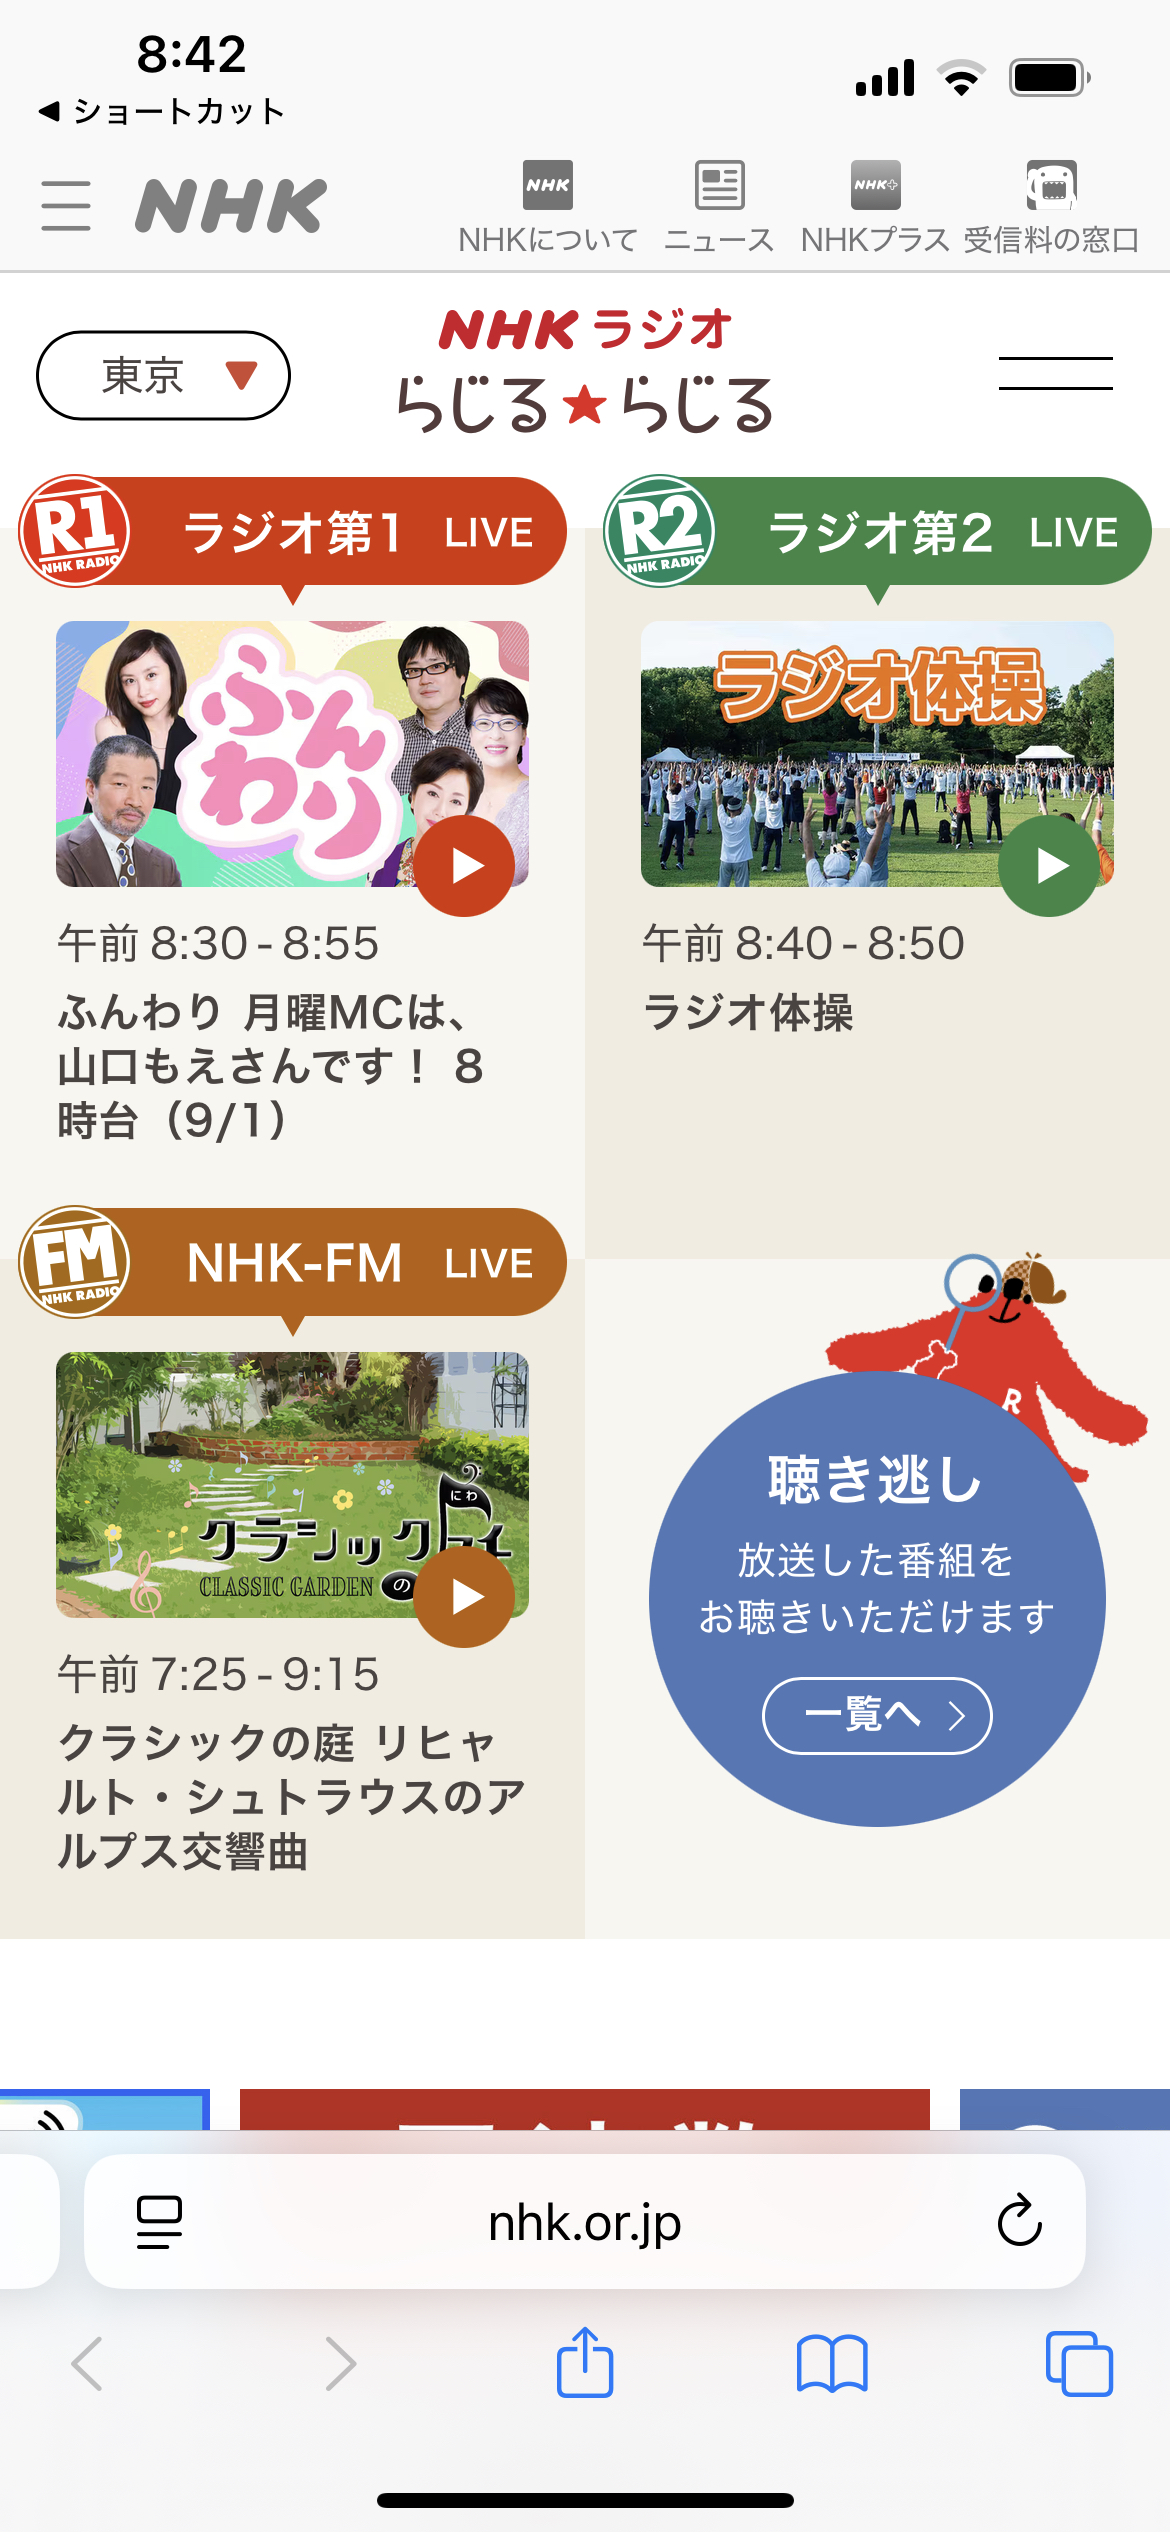 8:42
◀ ショートカット
NHK
NHK
NHKについて
ニュース
NHK+
NHKプラス
受信料の窓口
東京
NHKラジオ
らじる★らじる
R1
NHK RADIO
ラジオ第1 LIVE
R2
NHK RADIO
ラジオ第2 LIVE
ふんわり
ラジオ体操
午前 8:30 - 8:55
ふんわり 月曜MCは、
山口もえさんです！ 8
時台（9/1）
午前 8:40 - 8:50
ラジオ体操
FM
NHK RADIO
NHK-FM LIVE
にわ
クラシック
CLASSIC GARDEN の
午前 7:25 - 9:15
クラシックの庭 リヒャ
ルト・シュトラウスのア
ルプス交響曲
R
聴き逃し
放送した番組を
お聴きいただけます
一覧へ
nhk.or.jp